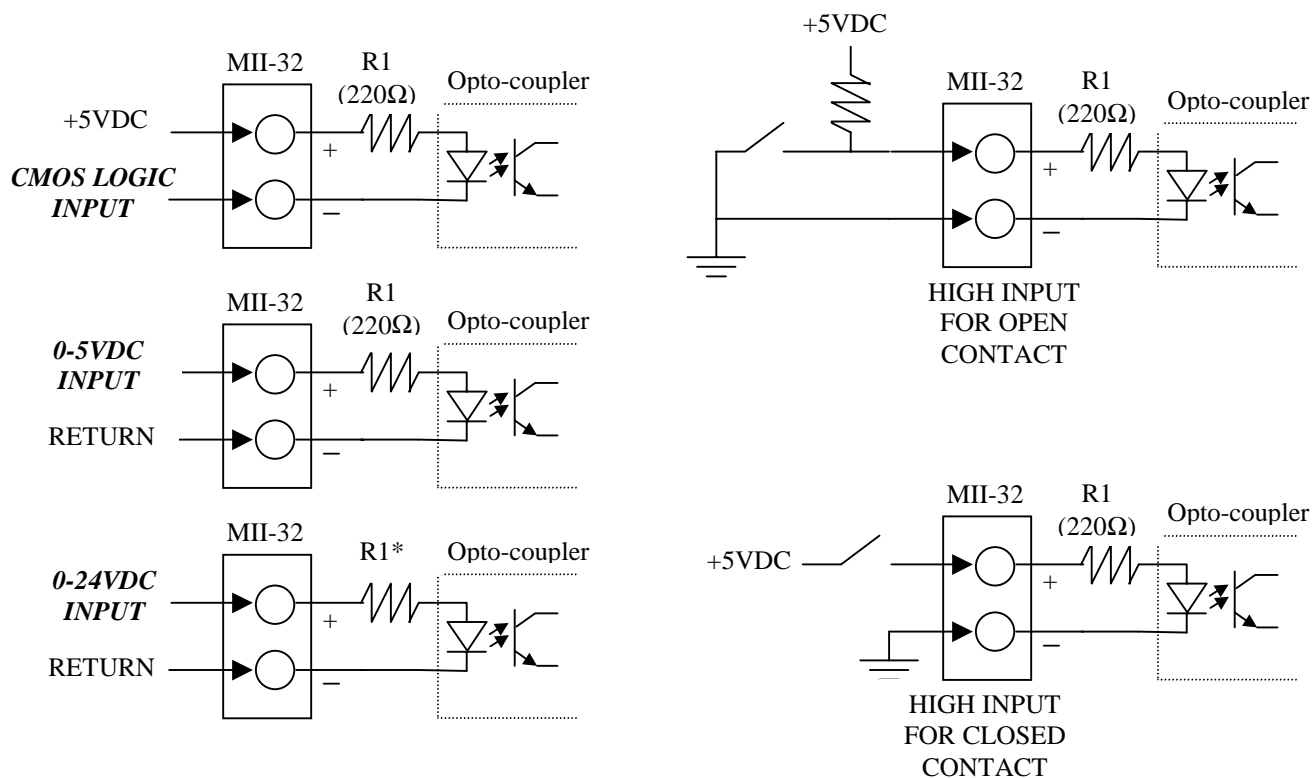 MII-32
R1
(220Ω)
Opto-coupler
+5VDC
CMOS LOGIC
INPUT
+
–
MII-32
R1
(220Ω)
Opto-coupler
0-5VDC
INPUT
RETURN
+
–
MII-32
R1*
Opto-coupler
0-24VDC
INPUT
RETURN
+
–
+5VDC
MII-32
R1
(220Ω)
Opto-coupler
+
–
HIGH INPUT
FOR OPEN
CONTACT
MII-32
R1
(220Ω)
Opto-coupler
+5VDC
+
–
HIGH INPUT
FOR CLOSED
CONTACT